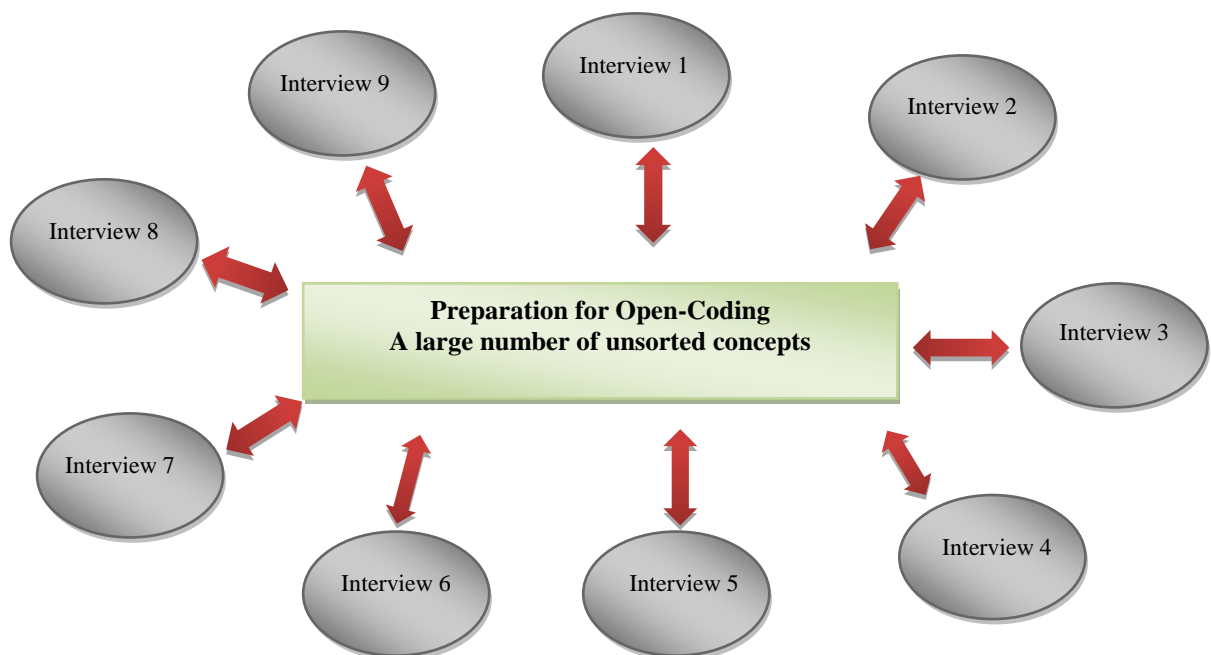 Interview 1
Interview 9
Interview 2
Interview 8
Preparation for Open-Coding
A large number of unsorted concepts
Interview 3
Interview 7
Interview 4
Interview 6
Interview 5